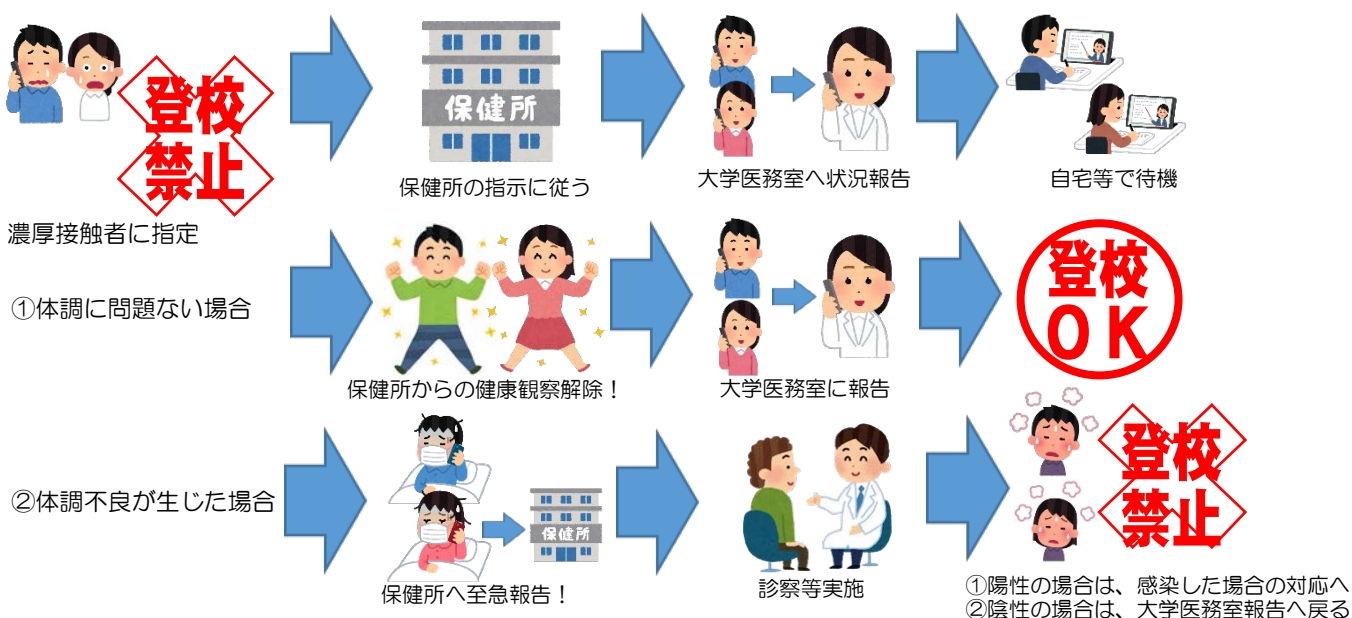 登校
禁止
濃厚接触者に指定
保健所
保健所の指示に従う
大学医務室へ状況報告
自宅等で待機
①体調に問題ない場合
保健所からの健康観察解除!
大学医務室に報告
登校
OK
②体調不良が生じた場合
保健所
保健所へ至急報告!
診察等実施
登校
禁止
①陽性の場合は、感染した場合の対応へ
②陰性の場合は、大学医務室報告へ戻る